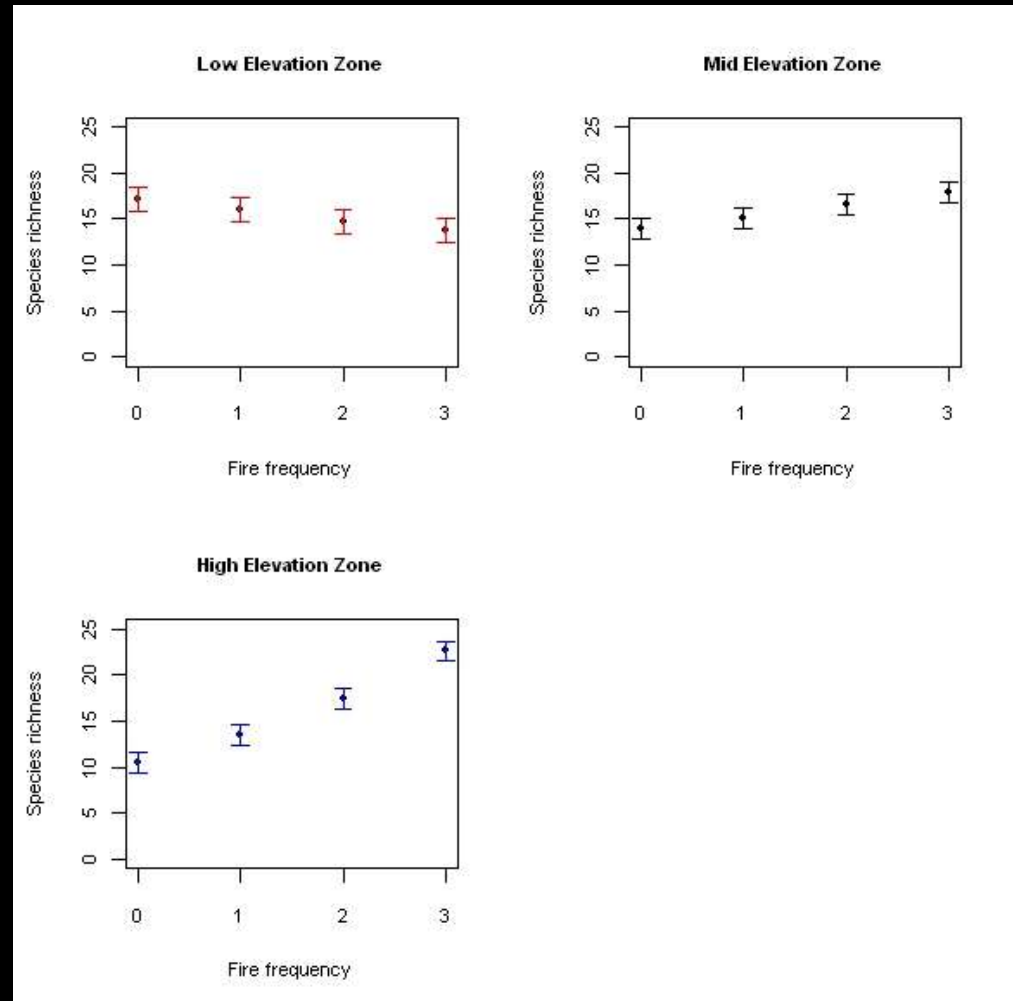 Low Elevation Zone
Species richness
25
20
15
10
5
0
0 1 2 3
Fire frequency
Mid Elevation Zone
Species richness
25
20
15
10
5
0
0 1 2 3
Fire frequency
High Elevation Zone
Species richness
25
20
15
10
5
0
0 1 2 3
Fire frequency